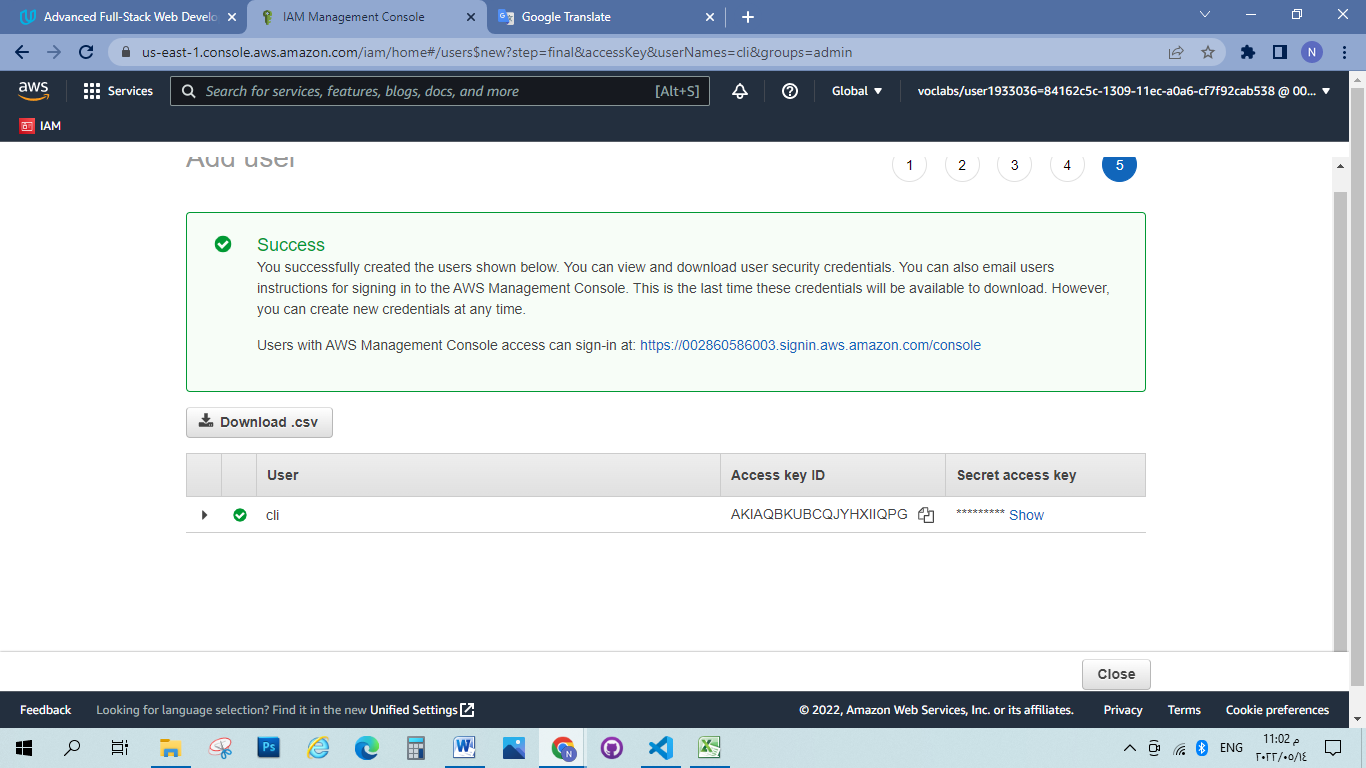 Advanced Full-Stack Web Develo
IAM Management Console
Google Translate
us-east-1.console.aws.amazon.com/iam/home#/users$new?step=final&accessKey&userNames=cli&groups=admin
N
aws
Services
Search for services, features, blogs, docs, and more
[Alt+S]
Global
voclabs/user1933036=84162c5c-1309-11ec-a0a6-cf7f92cab538 @ 00...
IAM
Add user
1 2 3 4 5
Success
You successfully created the users shown below. You can view and download user security credentials. You can also email users
instructions for signing in to the AWS Management Console. This is the last time these credentials will be available to download. However,
you can create new credentials at any time.
Users with AWS Management Console access can sign-in at: https://002860586003.signin.aws.amazon.com/console
Download .csv
User Access key ID Secret access key
cli AKIAQBKUBCQJYHXIIQPG ********* Show
Close
Feedback Looking for language selection? Find it in the new Unified Settings
© 2022, Amazon Web Services, Inc. or its affiliates. Privacy Terms Cookie preferences
Ps
N
ENG
11:02 م
٢٠٢٢/٠٥/١٤